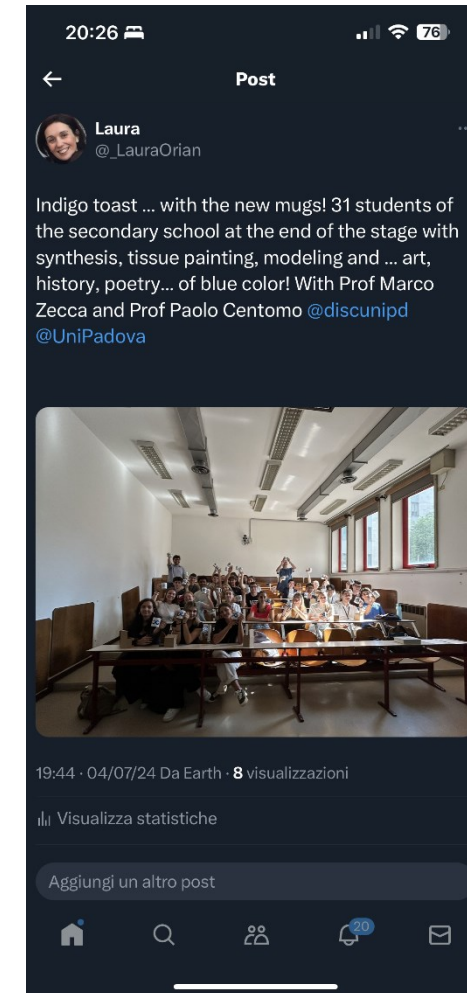 20:26
76
Post
Laura
@_LauraOrian
Indigo toast ... with the new mugs! 31 students of
the secondary school at the end of the stage with
synthesis, tissue painting, modeling and ... art,
history, poetry... of blue color! With Prof Marco
Zecca and Prof Paolo Centomo @discunipd
@UniPadova
19:44 · 04/07/24 Da Earth · 8 visualizzazioni
Visualizza statistiche
Aggiungi un altro post
20